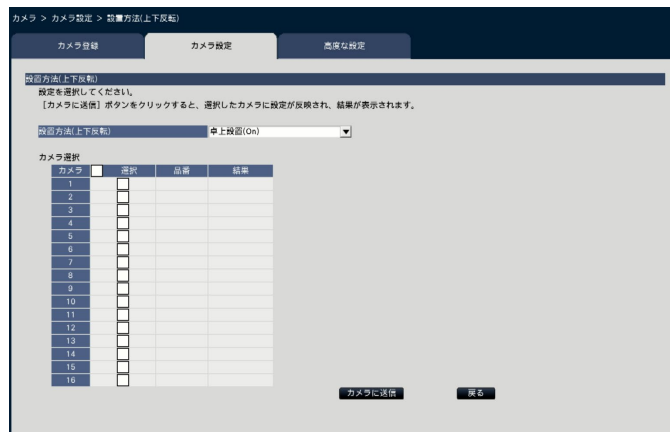 カメラ > カメラ設定 > 設置方法(上下反転)
カメラ登録 カメラ設定 高度な設定
設置方法(上下反転)
設定を選択してください。
［カメラに送信］ボタンをクリックすると、選択したカメラに設定が反映され、結果が表示されます。
設置方法(上下反転) 卓上設置(On)
カメラ選択
カメラ 選択 品番 結果
1
2
3
4
5
6
7
8
9
10
11
12
13
14
15
16
カメラに送信 戻る